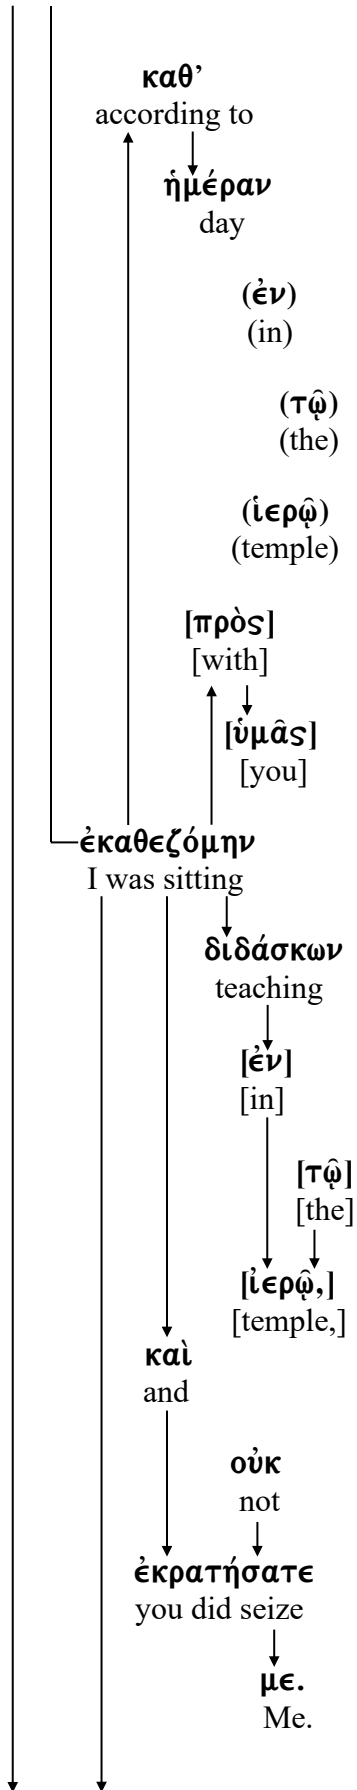 καθ’
according to
ἡμέραν
day
(ἐν)
(in)
(τῷ)
(the)
(ἱερῷ)
(temple)
[πρὸς]
[with]
[ὑμᾶς]
[you]
ἐκαθεζόμην
I was sitting
διδάσκων
teaching
[ἐν]
[in]
[τῷ]
[the]
[ἱερῷ,]
[temple,]
καὶ
and
οὐκ
not
ἐκρατήσατε
you did seize
με.
Me.